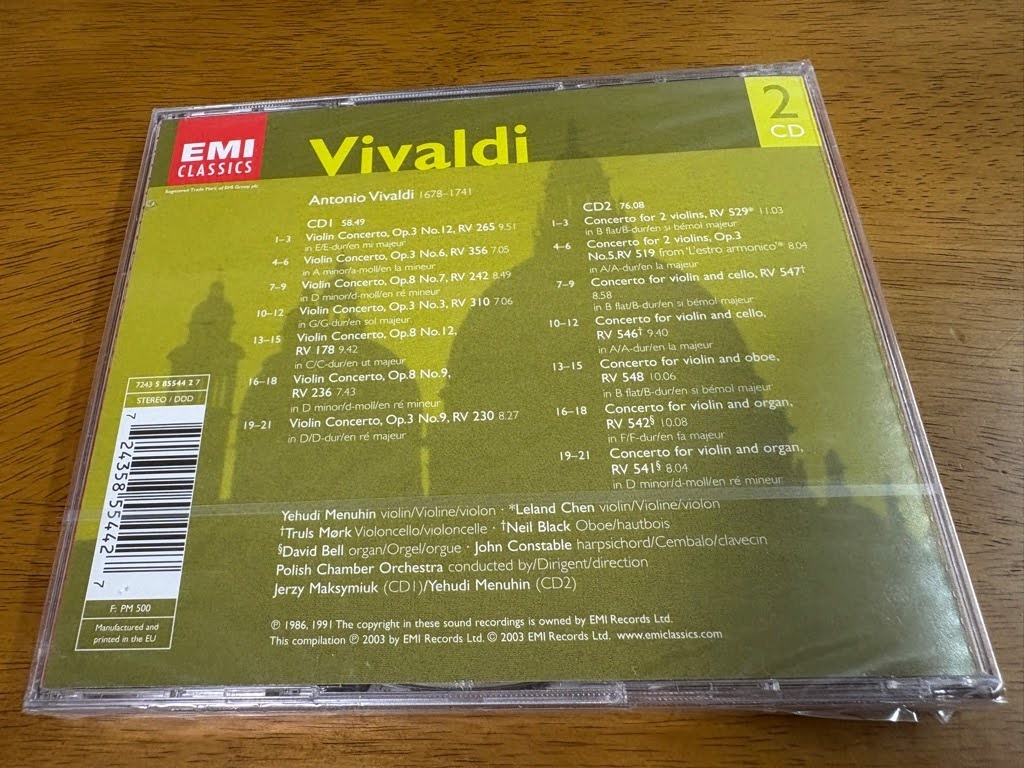 EMI
CLASSICS
Registered Trade Mark of EMI Group plc
Vivaldi
2
CD
Antonio Vivaldi 1678–1741
CD1 58.49
1–3 Violin Concerto, Op.3 No.12, RV 265 9.51
in E/E-dur/en mi majeur
4–6 Violin Concerto, Op.3 No.6, RV 356 7.05
in A minor/a-moll/en la mineur
7–9 Violin Concerto, Op.8 No.7, RV 242 8.49
in D minor/d-moll/en ré mineur
10–12 Violin Concerto, Op.3 No.3, RV 310 7.06
in G/G-dur/en sol majeur
13–15 Violin Concerto, Op.8 No.12,
RV 178 9.42
in C/C-dur/en ut majeur
16–18 Violin Concerto, Op.8 No.9,
RV 236 7.43
in D minor/d-moll/en ré mineur
19–21 Violin Concerto, Op.3 No.9, RV 230 8.27
in D/D-dur/en ré majeur
CD2 76.08
1–3 Concerto for 2 violins, RV 529* 11.03
in B flat/B-dur/en si bémol majeur
4–6 Concerto for 2 violins, Op.3
No.5,RV 519 from 'L'estro armonico'* 8.04
in A/A-dur/en la majeur
7–9 Concerto for violin and cello, RV 547†
8.58
in B flat/B-dur/en si bémol majeur
10–12 Concerto for violin and cello,
RV 546† 9.40
in A/A-dur/en la majeur
13–15 Concerto for violin and oboe,
RV 548 10.06
in B flat/B-dur/en si bémol majeur
16–18 Concerto for violin and organ,
RV 542§ 10.08
in F/F-dur/en fa majeur
19–21 Concerto for violin and organ,
RV 541§ 8.04
in D minor/d-moll/en ré mineur
7243 5 85544 2 7
STEREO / DDD
7 24358 55442 7
F: PM 500
Manufactured and
printed in the EU
Yehudi Menuhin violin/Violine/violon · *Leland Chen violin/Violine/violon
†Truls Mørk Violoncello/violoncelle · ‡Neil Black Oboe/hautbois
§David Bell organ/Orgel/orgue · John Constable harpsichord/Cembalo/clavecin
Polish Chamber Orchestra conducted by/Dirigent/direction
Jerzy Maksymiuk (CD1)/Yehudi Menuhin (CD2)
℗ 1986, 1991 The copyright in these sound recordings is owned by EMI Records Ltd.
This compilation ℗ 2003 by EMI Records Ltd. © 2003 EMI Records Ltd. www.emiclassics.com